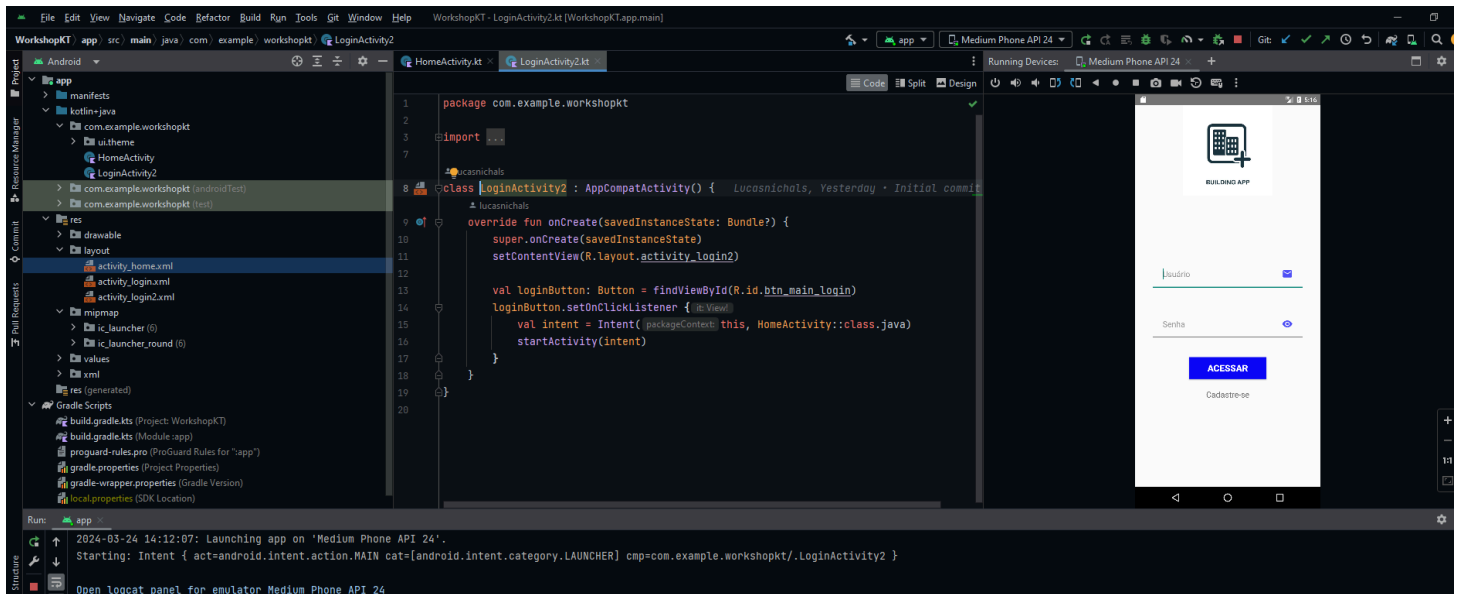 File Edit View Navigate Code Refactor Build Run Tools Git Window Help WorkshopKT - LoginActivity2.kt [WorkshopKT.app.main]
WorkshopKT app src main java com example workshopkt LoginActivity2
app Medium Phone API 24 Git:
Project
Resource Manager
Commit
Pull Requests
Structure
Android
app
manifests
kotlin+java
com.example.workshopkt
ui.theme
HomeActivity
LoginActivity2
com.example.workshopkt (androidTest)
com.example.workshopkt (test)
res
drawable
layout
activity_home.xml
activity_login.xml
activity_login2.xml
mipmap
ic_launcher (6)
ic_launcher_round (6)
values
xml
res (generated)
Gradle Scripts
build.gradle.kts (Project: WorkshopKT)
build.gradle.kts (Module :app)
proguard-rules.pro (ProGuard Rules for ":app")
gradle.properties (Project Properties)
gradle-wrapper.properties (Gradle Version)
local.properties (SDK Location)
HomeActivity.kt LoginActivity2.kt
Code Split Design
1 package com.example.workshopkt
2
3 import ...
7
lucasnichals
8 class LoginActivity2 : AppCompatActivity() { Lucasnichals, Yesterday • Initial commit
lucasnichals
9 override fun onCreate(savedInstanceState: Bundle?) {
10 super.onCreate(savedInstanceState)
11 setContentView(R.layout.activity_login2)
12
13 val loginButton: Button = findViewById(R.id.btn_main_login)
14 loginButton.setOnClickListener { it: View!
15 val intent = Intent( packageContext: this, HomeActivity::class.java)
16 startActivity(intent)
17 }
18 }
19 }
20
Running Devices: Medium Phone API 24
5:16
BUILDING APP
Usuário
Senha
ACESSAR
Cadastre-se
1:1
Run: app
2024-03-24 14:12:07: Launching app on 'Medium Phone API 24'.
Starting: Intent { act=android.intent.action.MAIN cat=[android.intent.category.LAUNCHER] cmp=com.example.workshopkt/.LoginActivity2 }
Open logcat panel for emulator Medium Phone API 24